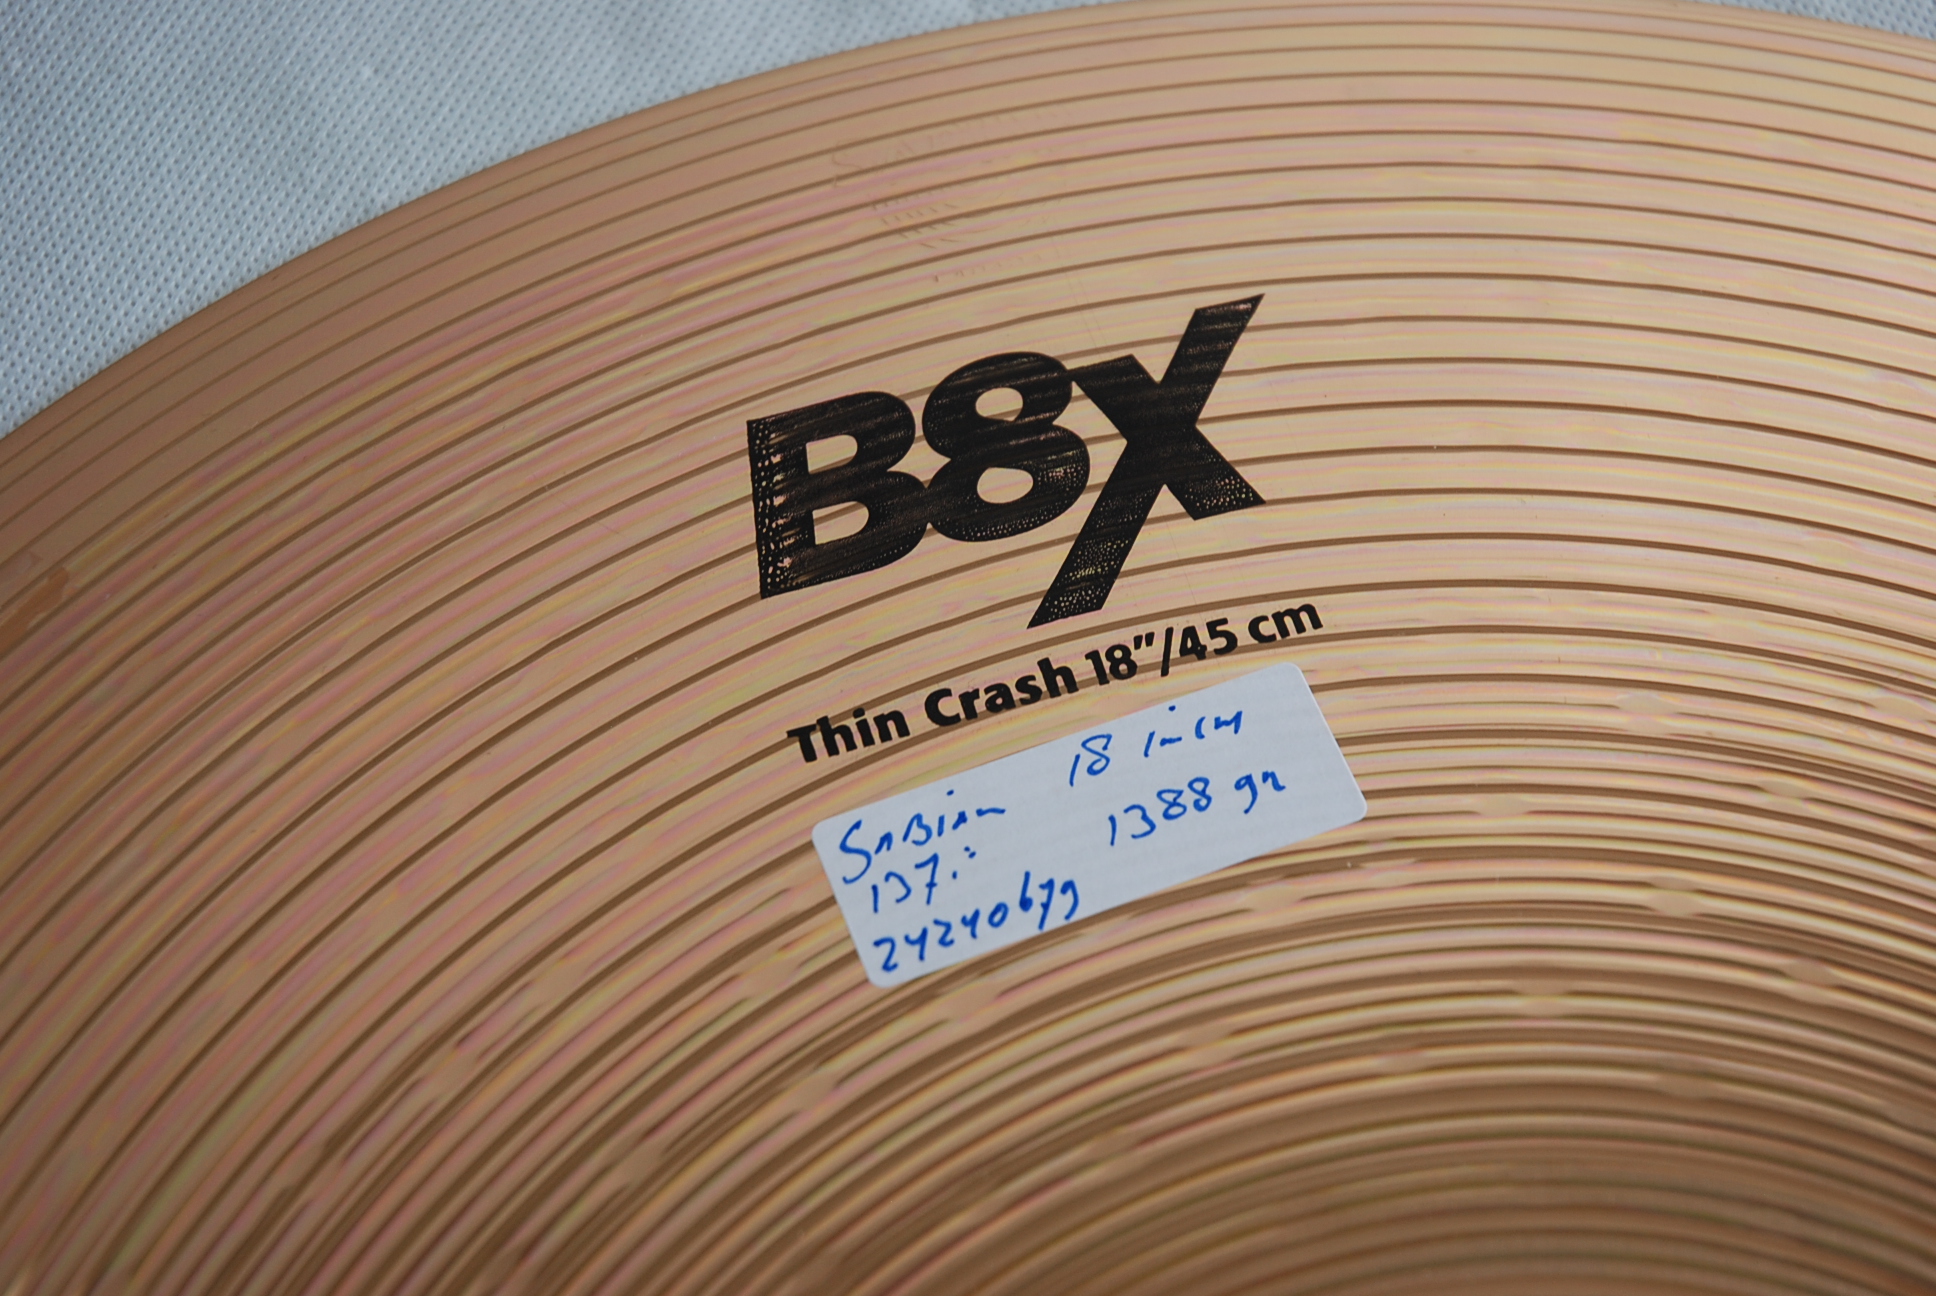 B8X
Thin Crash 18"/45 cm
SABIAN 18 inch
137.: 1388 gr
24240679